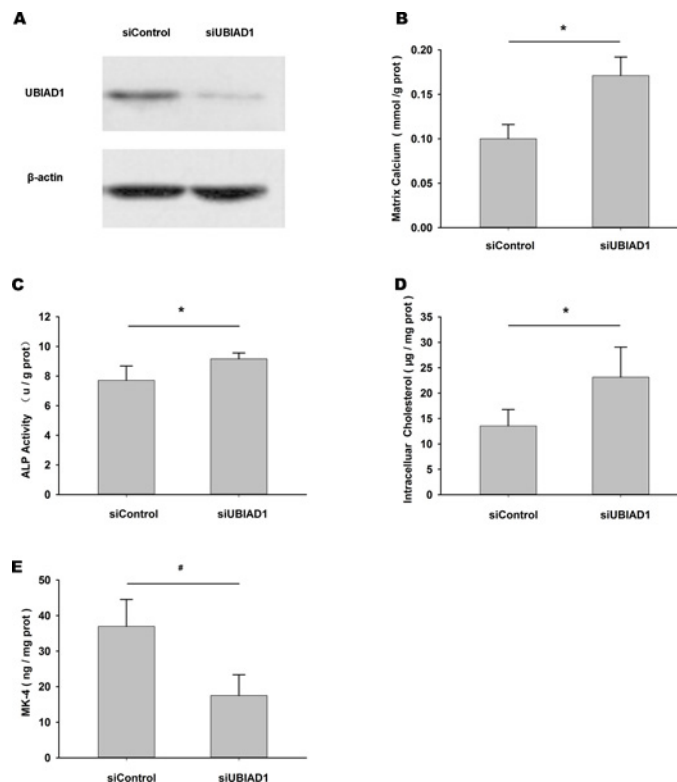 A
siControl siUBIAD1
UBIAD1
β-actin
B
Matrix Calcium ( mmol /g prot )
0.20
0.15
0.10
0.05
0.00
*
siControl siUBIAD1
C
ALP Activity ( u / g prot)
12
10
8
6
4
2
0
*
siControl siUBIAD1
D
Intracelluar Cholesterol ( μg / mg prot )
35
30
25
20
15
10
5
0
*
siControl siUBIAD1
E
MK-4 ( ng / mg prot )
50
40
30
20
10
0
#
siControl siUBIAD1